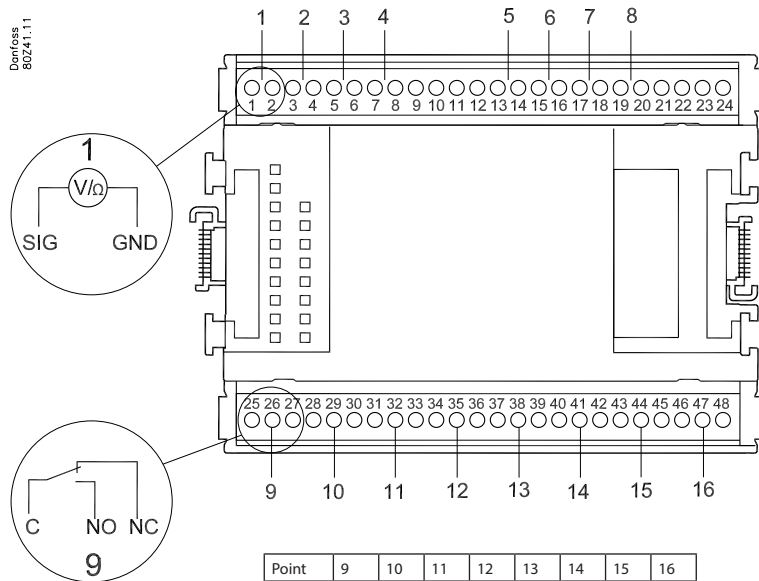 Danfoss
80Z41.11
1 2 3 4 5 6 7 8
1 2 3 4 5 6 7 8 9 10 11 12 13 14 15 16 17 18 19 20 21 22 23 24
1
V/Ω
SIG GND
25 26 27 28 29 30 31 32 33 34 35 36 37 38 39 40 41 42 43 44 45 46 47 48
9 10 11 12 13 14 15 16
C NO NC
9
Point 9 10 11 12 13 14 15 16